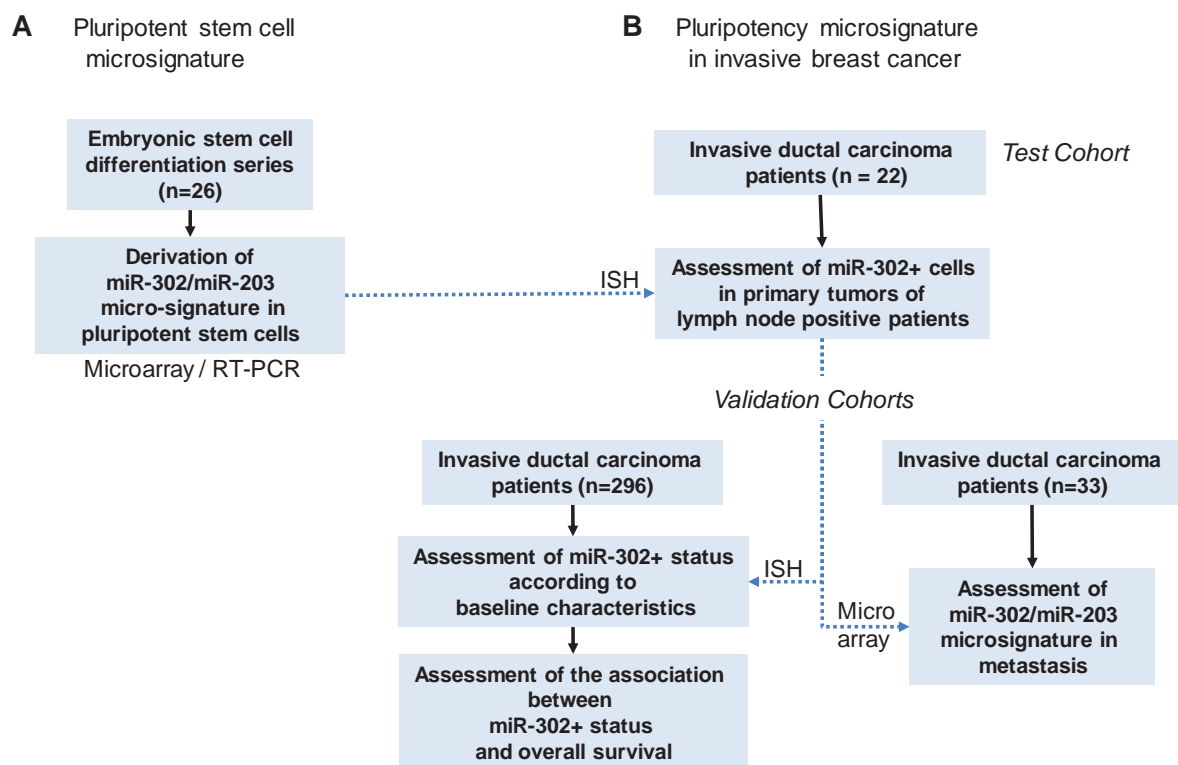 A Pluripotent stem cell
microsignature
Embryonic stem cell
differentiation series
(n=26)
Derivation of
miR-302/miR-203
micro-signature in
pluripotent stem cells
Microarray / RT-PCR
ISH
B Pluripotency microsignature
in invasive breast cancer
Invasive ductal carcinoma
patients (n = 22)
Test Cohort
Assessment of miR-302+ cells
in primary tumors of
lymph node positive patients
Validation Cohorts
Invasive ductal carcinoma
patients (n=296)
Assessment of miR-302+ status
according to
baseline characteristics
ISH
Assessment of the association
between
miR-302+ status
and overall survival
Invasive ductal carcinoma
patients (n=33)
Micro
array
Assessment of
miR-302/miR-203
microsignature in
metastasis